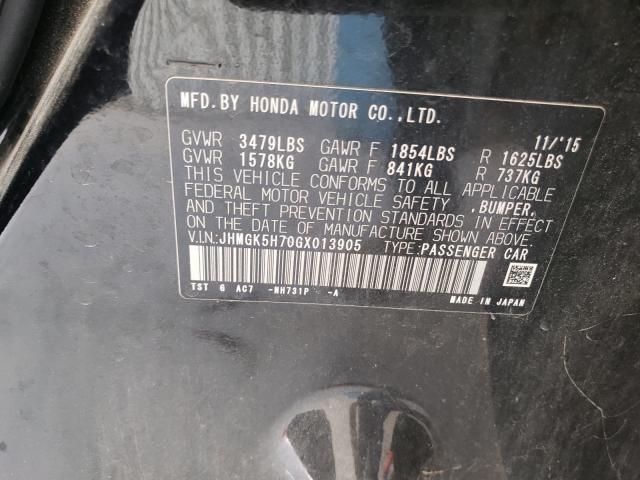 MFD.BY HONDA MOTOR CO.,LTD.
11/'15
GVWR 3479LBS GAWR F 1854LBS R 1625LBS
GVWR 1578KG GAWR F 841KG R 737KG
THIS VEHICLE CONFORMS TO ALL APPLICABLE
FEDERAL MOTOR VEHICLE SAFETY ,BUMPER,
AND THEFT PREVENTION STANDARDS IN EFFECT
ON THE DATE OF MANUFACTURE SHOWN ABOVE.
V.I.N:JHMGK5H70GX013905 TYPE:PASSENGER CAR
TST G AC7 -NH731P -A
MADE IN JAPAN